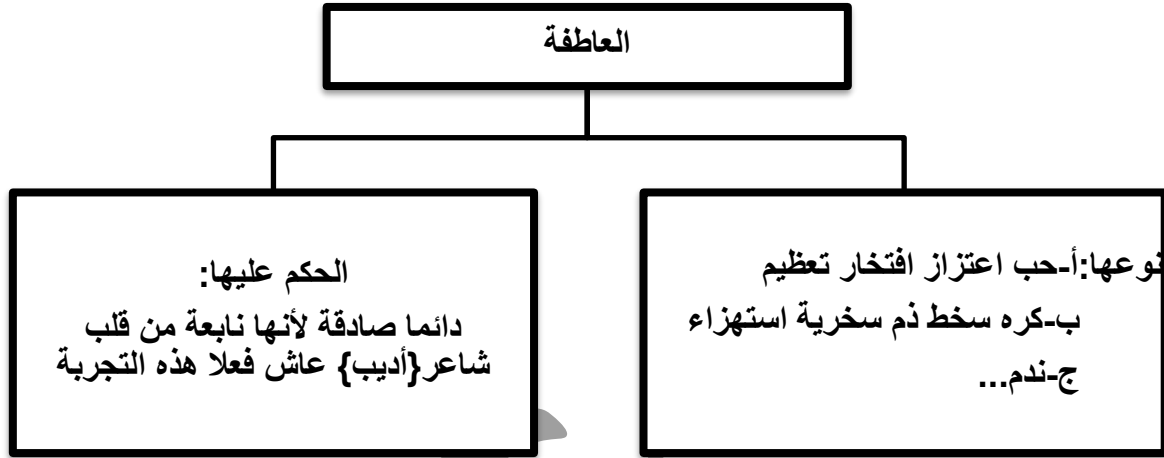 العاطفة
نوعها:أ-حب اعتزاز افتخار تعظيم
ب-كره سخط ذم سخرية استهزاء
ج-ندم...
الحكم عليها:
دائما صادقة لأنها نابعة من قلب
شاعر{أديب} عاش فعلا هذه التجربة